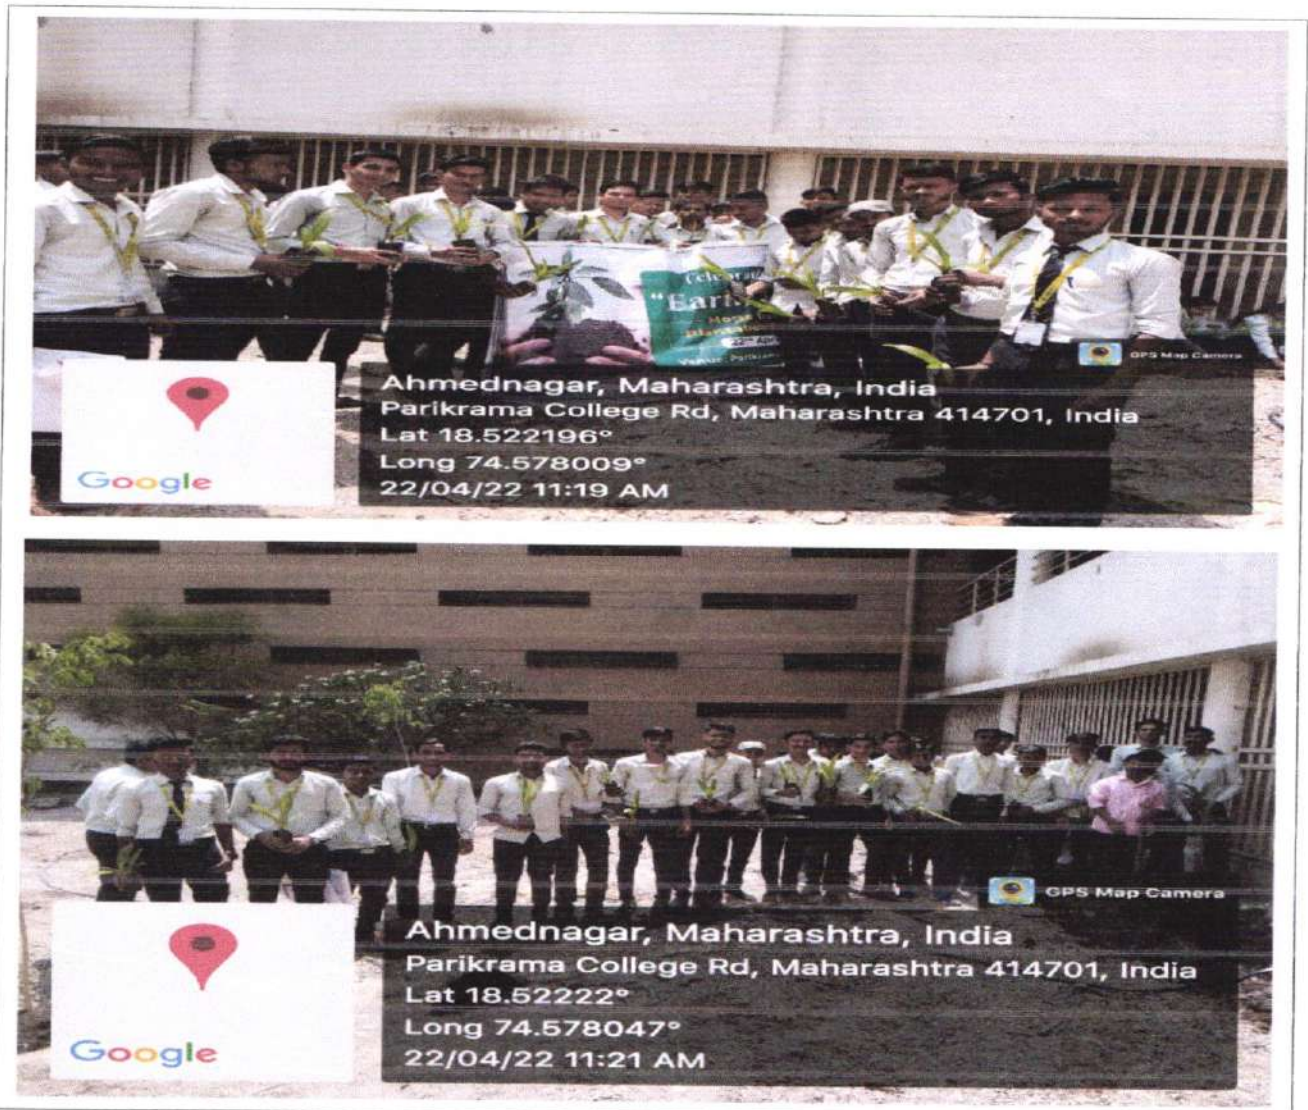 "Earth
GPS Map Camera
Google
Ahmednagar, Maharashtra, India
Parikrama College Rd, Maharashtra 414701, India
Lat 18.522196°
Long 74.578009°
22/04/22 11:19 AM
GPS Map Camera
Google
Ahmednagar, Maharashtra, India
Parikrama College Rd, Maharashtra 414701, India
Lat 18.52222°
Long 74.578047°
22/04/22 11:21 AM